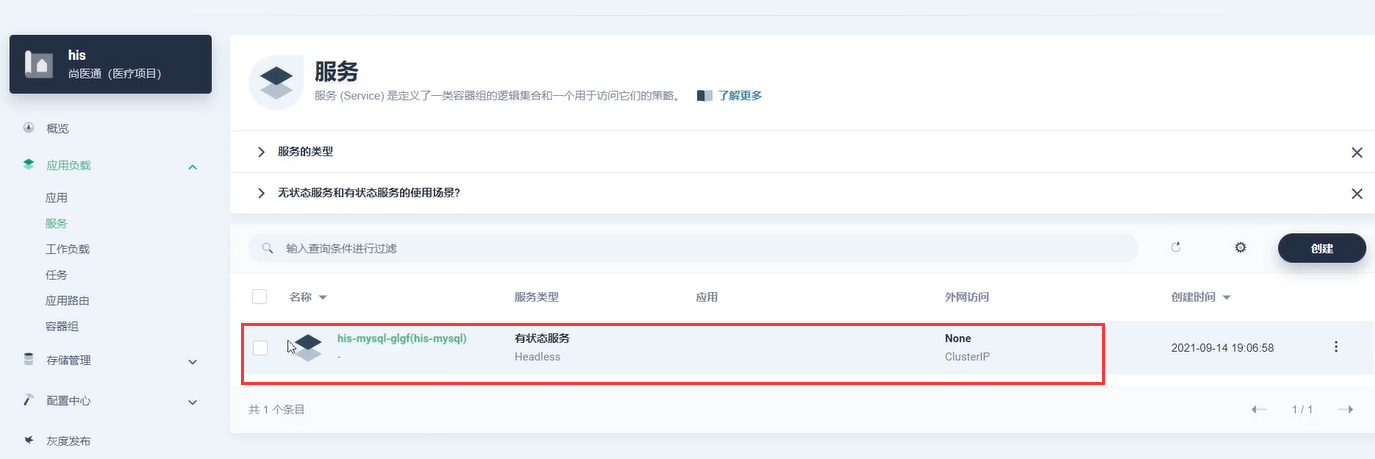 his
尚医通（医疗项目）
概览
应用负载
应用
服务
工作负载
任务
应用路由
容器组
存储管理
配置中心
灰度发布
服务
服务 (Service) 是定义了一类容器组的逻辑集合和一个用于访问它们的策略。 了解更多
服务的类型
无状态服务和有状态服务的使用场景?
输入查询条件进行过滤
创建
名称 服务类型 应用 外网访问 创建时间
his-mysql-glgf(his-mysql) 有状态服务 None 2021-09-14 19:06:58
- Headless ClusterIP
共 1 个条目 1 / 1